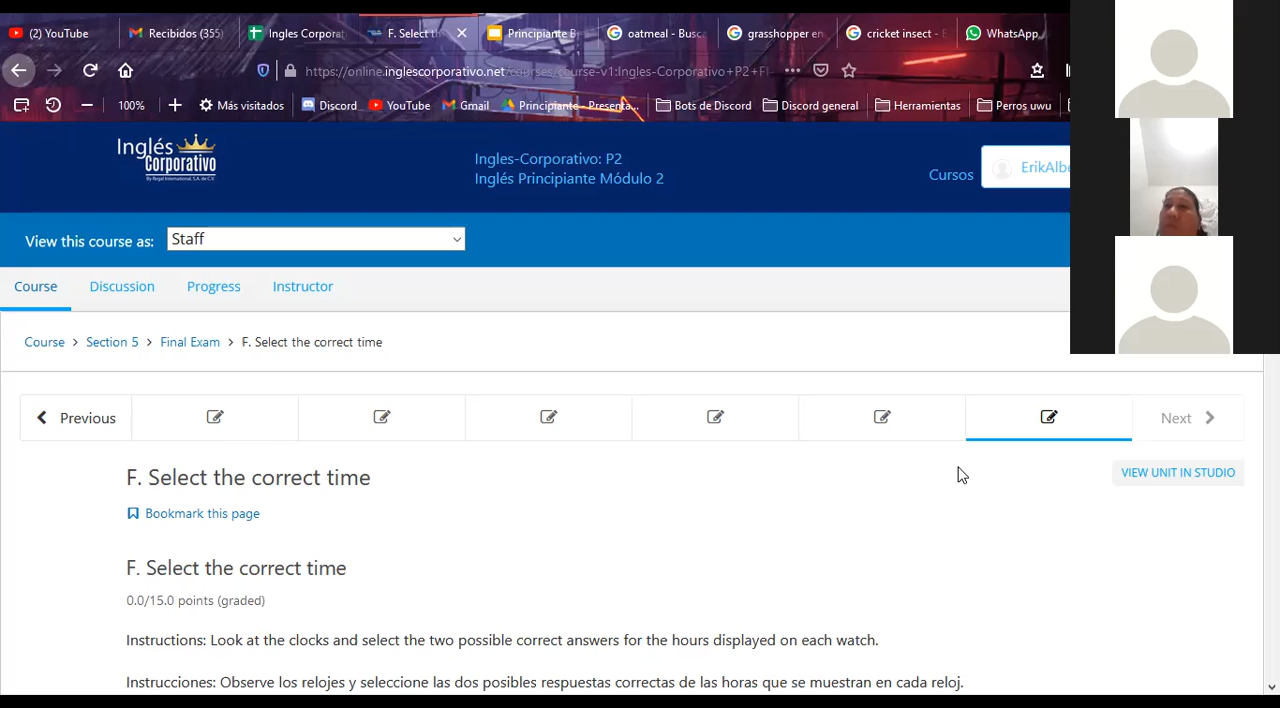 (2) YouTube
Recibidos (355)
Ingles Corporat
F. Select th
Principiante B
oatmeal - Busca
grasshopper en
cricket insect - B
WhatsApp
https://online.inglescorporativo.net/courses/course-v1:Ingles-Corporativo+P2+FI
100%
Más visitados
Discord
YouTube
Gmail
Principiante - Presenta...
Bots de Discord
Discord general
Herramientas
Perros uwu
Inglés
Corporativo
By Regal International, S.A. de C.V.
Ingles-Corporativo: P2
Inglés Principiante Módulo 2
Cursos
ErikAlbe
View this course as:
Staff
Course
Discussion
Progress
Instructor
Course > Section 5 > Final Exam > F. Select the correct time
Previous
Next
F. Select the correct time
VIEW UNIT IN STUDIO
Bookmark this page
F. Select the correct time
0.0/15.0 points (graded)
Instructions: Look at the clocks and select the two possible correct answers for the hours displayed on each watch.
Instrucciones: Observe los relojes y seleccione las dos posibles respuestas correctas de las horas que se muestran en cada reloj.